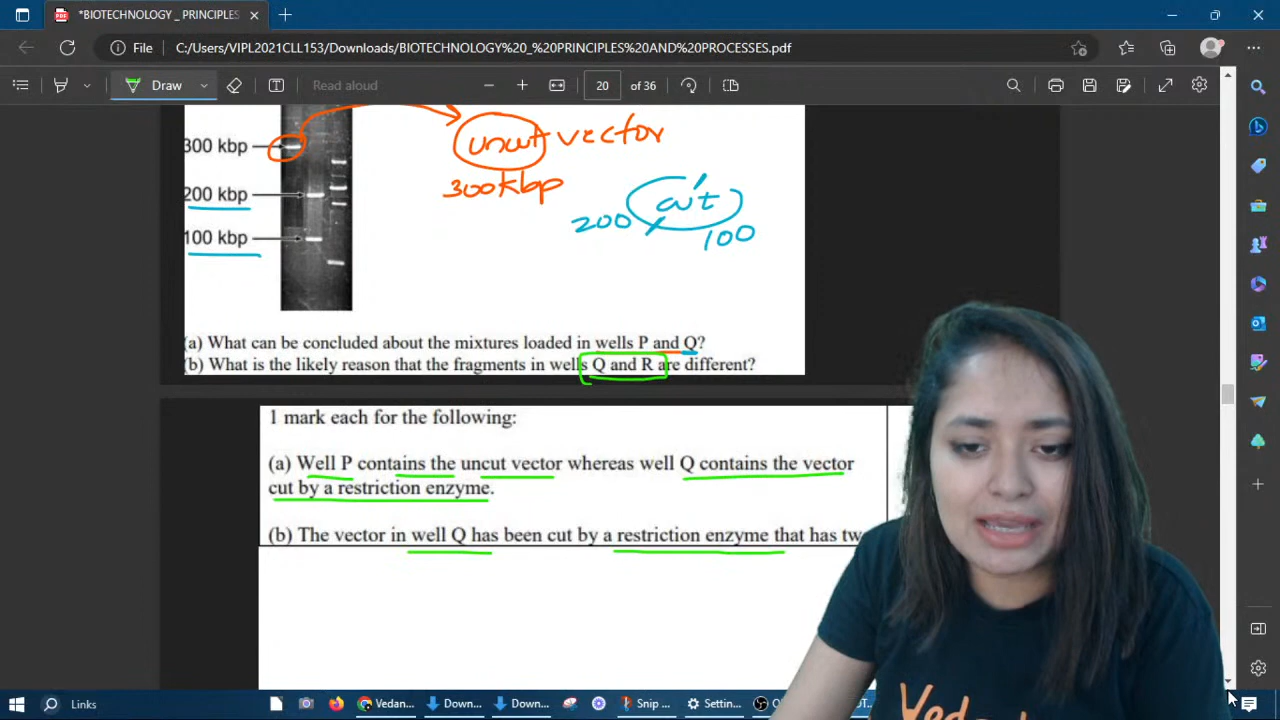 *BIOTECHNOLOGY _ PRINCIPLES
File C:/Users/VIPL2021CLL153/Downloads/BIOTECHNOLOGY%20_%20PRINCIPLES%20AND%20PROCESSES.pdf
Draw Read aloud 20 of 36
300 kbp uncut vector
300kbp
200 kbp cut
200 100
100 kbp
(a) What can be concluded about the mixtures loaded in wells P and Q?
(b) What is the likely reason that the fragments in wells Q and R are different?
1 mark each for the following:
(a) Well P contains the uncut vector whereas well Q contains the vector
cut by a restriction enzyme.
(b) The vector in well Q has been cut by a restriction enzyme that has tw
Links Vedan... Down... Down... Snip ... Settin...